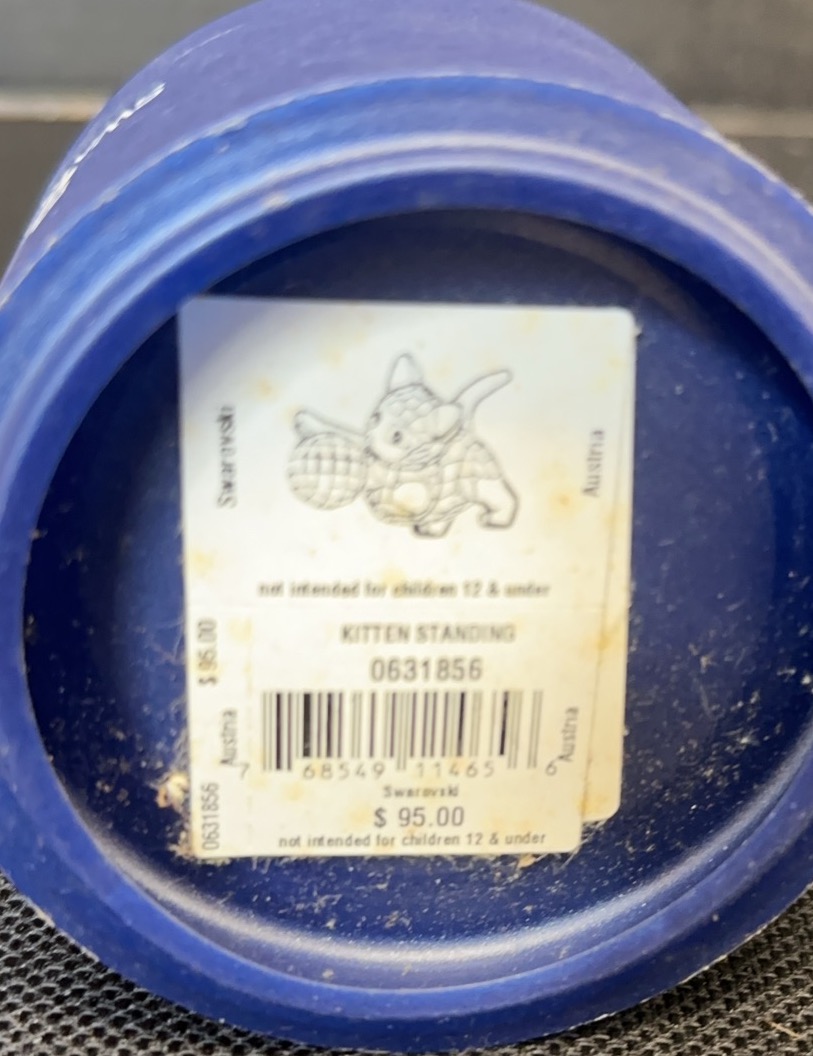 Swarovski
Austria
not intended for children 12 & under
$ 95.00
KITTEN STANDING
0631856
Austria
Austria
7 68549 11465 6
0631856
Swarovski
$ 95.00
not intended for children 12 & under